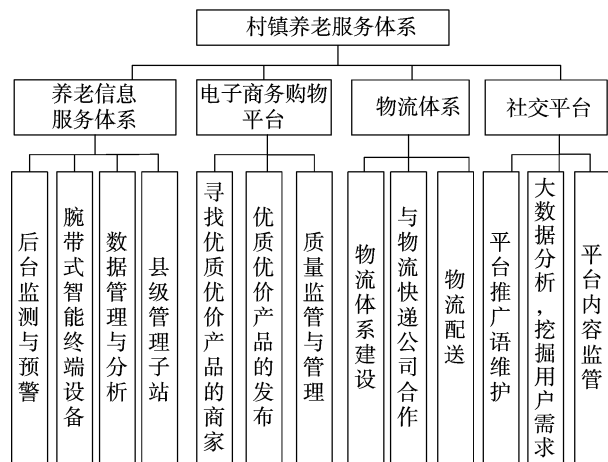 村镇养老服务体系
养老信息
服务体系
电子商务购物
平台
物流体系
社交平台
后台监测与预警
腕带式智能终端设备
数据管理与分析
县级管理子站
寻找优质优价产品的商家
优质优价产品的发布
质量监管与管理
物流体系建设
与物流快递公司合作
物流配送
平台推广语维护
大数据分析，挖掘用户需求
平台内容监管